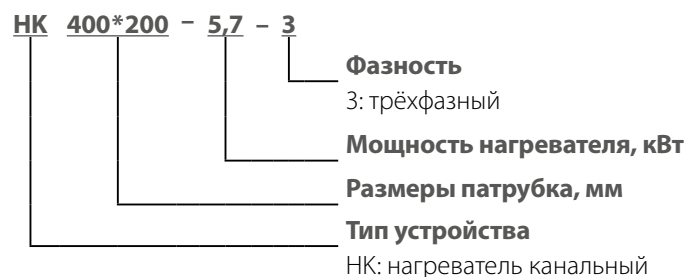 НК 400*200 – 5,7 – 3
Фазность
3: трёхфазный
Мощность нагревателя, кВт
Размеры патрубка, мм
Тип устройства
НК: нагреватель канальный